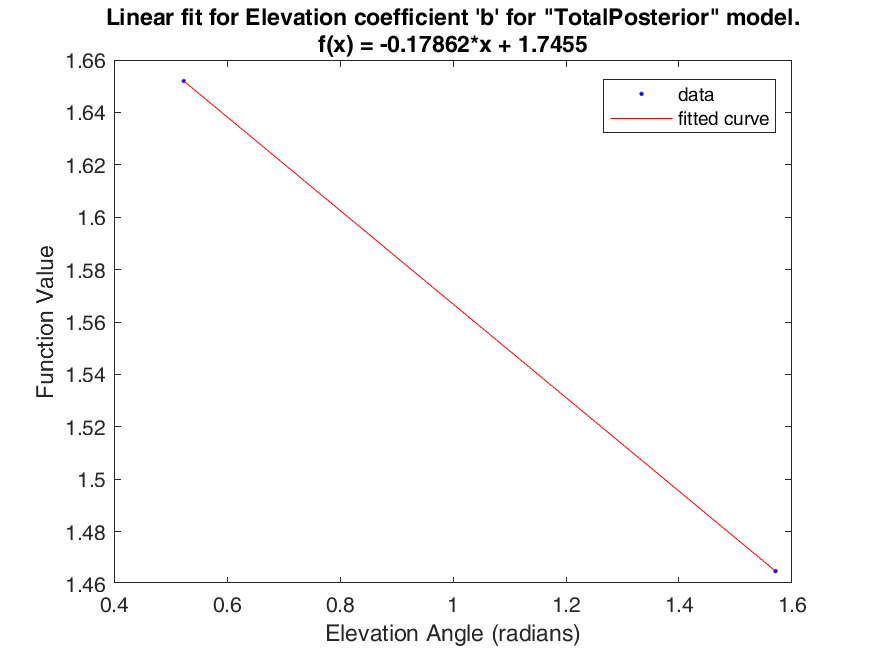 Linear fit for Elevation coefficient 'b' for "TotalPosterior" model.
f(x) = -0.17862*x + 1.7455
data
fitted curve
Function Value
1.66
1.64
1.62
1.6
1.58
1.56
1.54
1.52
1.5
1.48
1.46
0.4 0.6 0.8 1 1.2 1.4 1.6
Elevation Angle (radians)